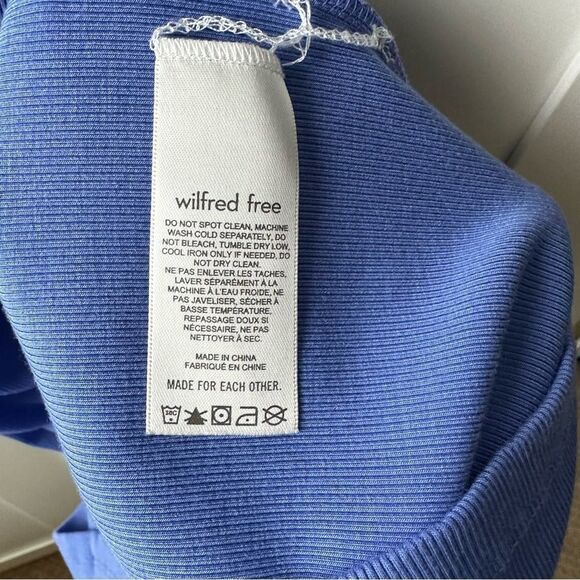 wilfred free
DO NOT SPOT CLEAN, MACHINE
WASH COLD SEPARATELY, DO
NOT BLEACH, TUMBLE DRY LOW,
COOL IRON ONLY IF NEEDED, DO
NOT DRY CLEAN.
NE PAS ENLEVER LES TACHES,
LAVER SÉPARÉMENT À LA
MACHINE À L'EAU FROIDE, NE
PAS JAVELISER, SÉCHER À
BASSE TEMPÉRATURE,
REPASSAGE DOUX SI
NÉCESSAIRE, NE PAS
NETTOYER À SEC.
MADE IN CHINA
FABRIQUÉ EN CHINE
MADE FOR EACH OTHER.
30C